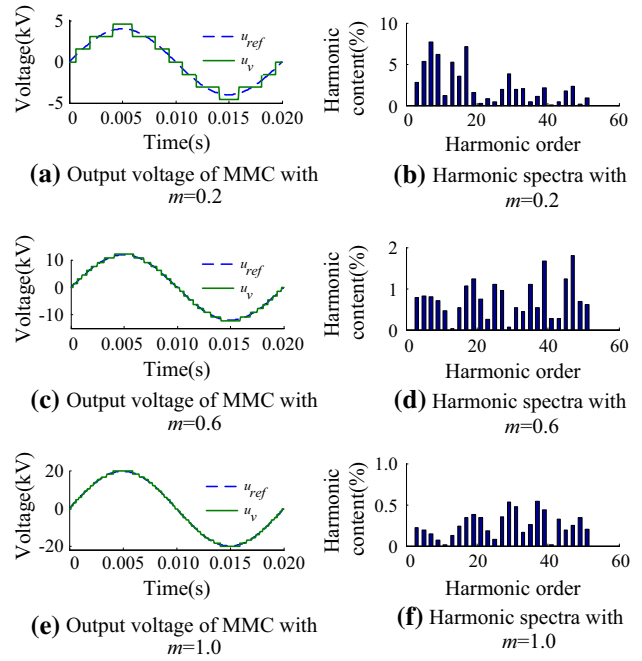 Voltage(kV)
5
0
-5
0
0.005
0.010
0.015
0.020
u_ref
u_v
Time(s)
(a) Output voltage of MMC with
m=0.2
Harmonic
content(%)
10
5
0
0
20
40
60
Harmonic order
(b) Harmonic spectra with
m=0.2
Voltage(kV)
10
0
-10
0
0.005
0.010
0.015
0.020
u_ref
u_v
Time(s)
(c) Output voltage of MMC with
m=0.6
Harmonic
content(%)
2
1
0
0
20
40
60
Harmonic order
(d) Harmonic spectra with
m=0.6
Voltage(kV)
20
0
-20
0
0.005
0.010
0.015
0.020
u_ref
u_v
Time(s)
(e) Output voltage of MMC with
m=1.0
Harmonic
content(%)
1.0
0.5
0
0
20
40
60
Harmonic order
(f) Harmonic spectra with
m=1.0